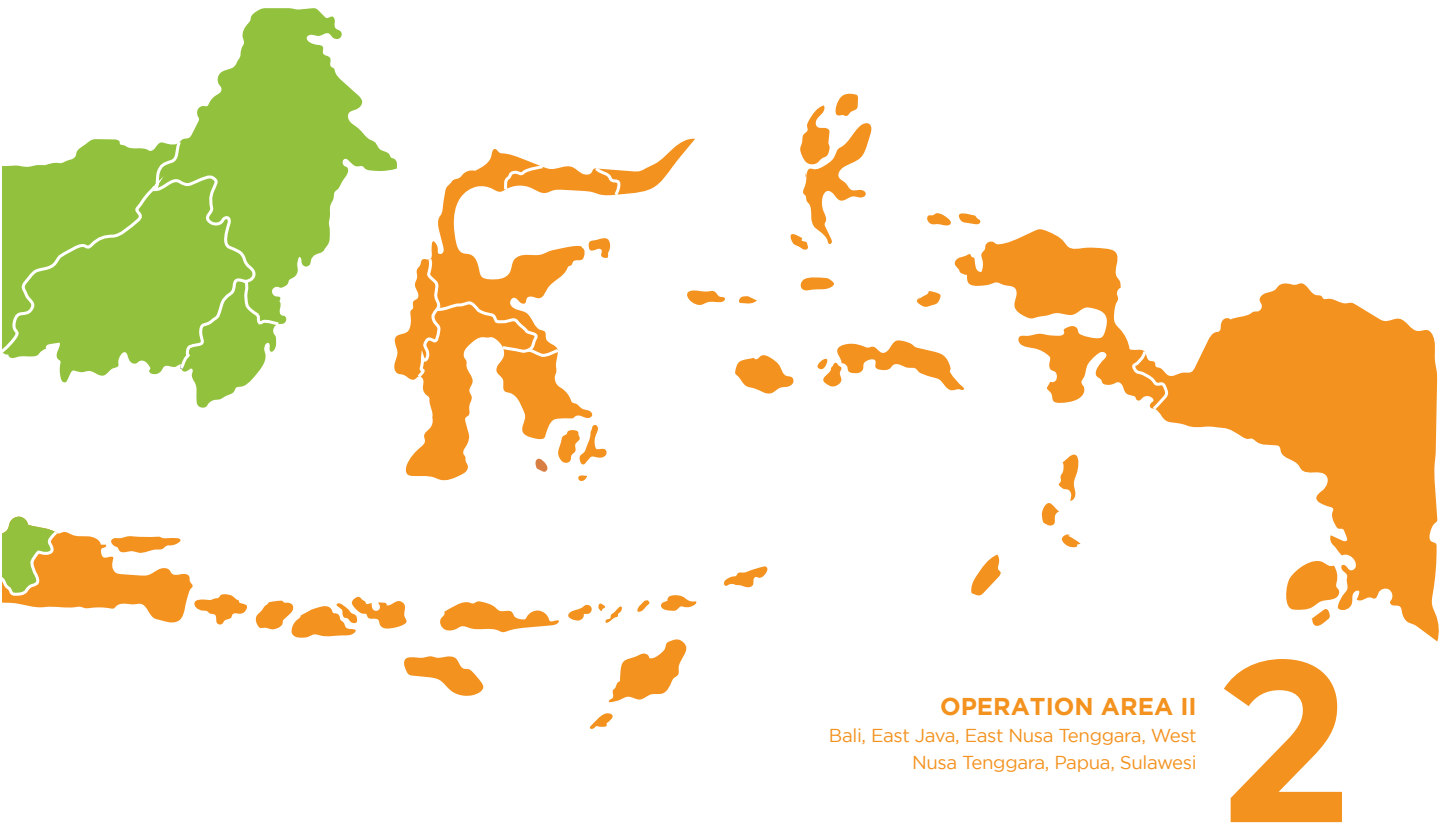 OPERATION AREA II
Bali, East Java, East Nusa Tenggara, West
Nusa Tenggara, Papua, Sulawesi
2